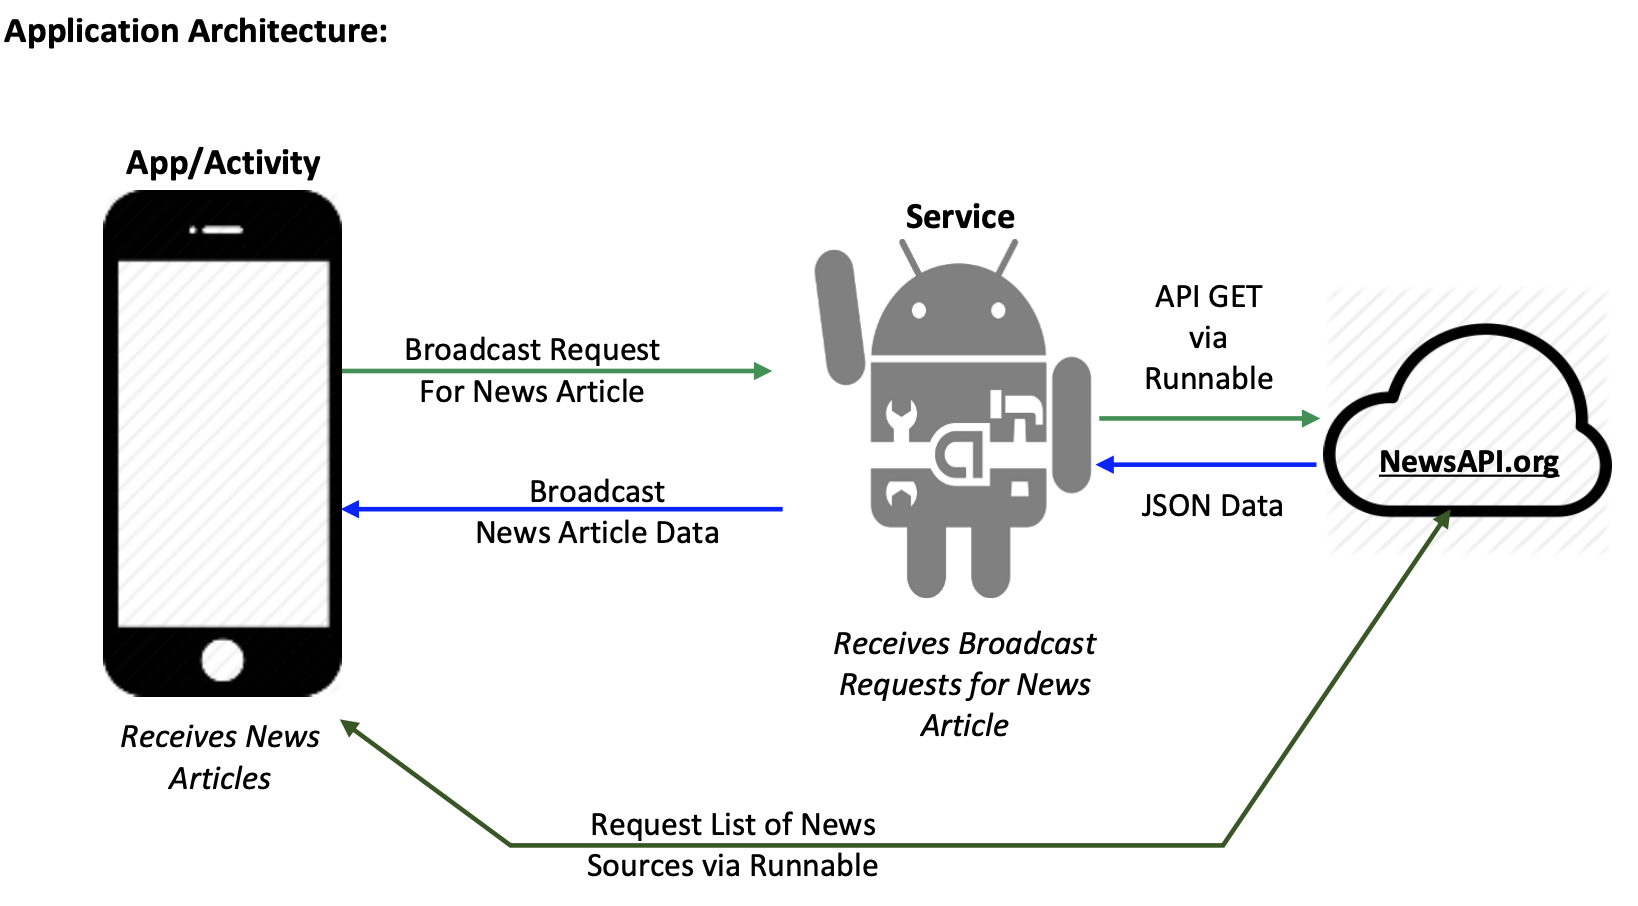 Application Architecture:
App/Activity
Service
API GET
via
Runnable
Broadcast Request
For News Article
NewsAPI.org
Broadcast
News Article Data
JSON Data
Receives Broadcast
Requests for News
Article
Receives News
Articles
Request List of News
Sources via Runnable